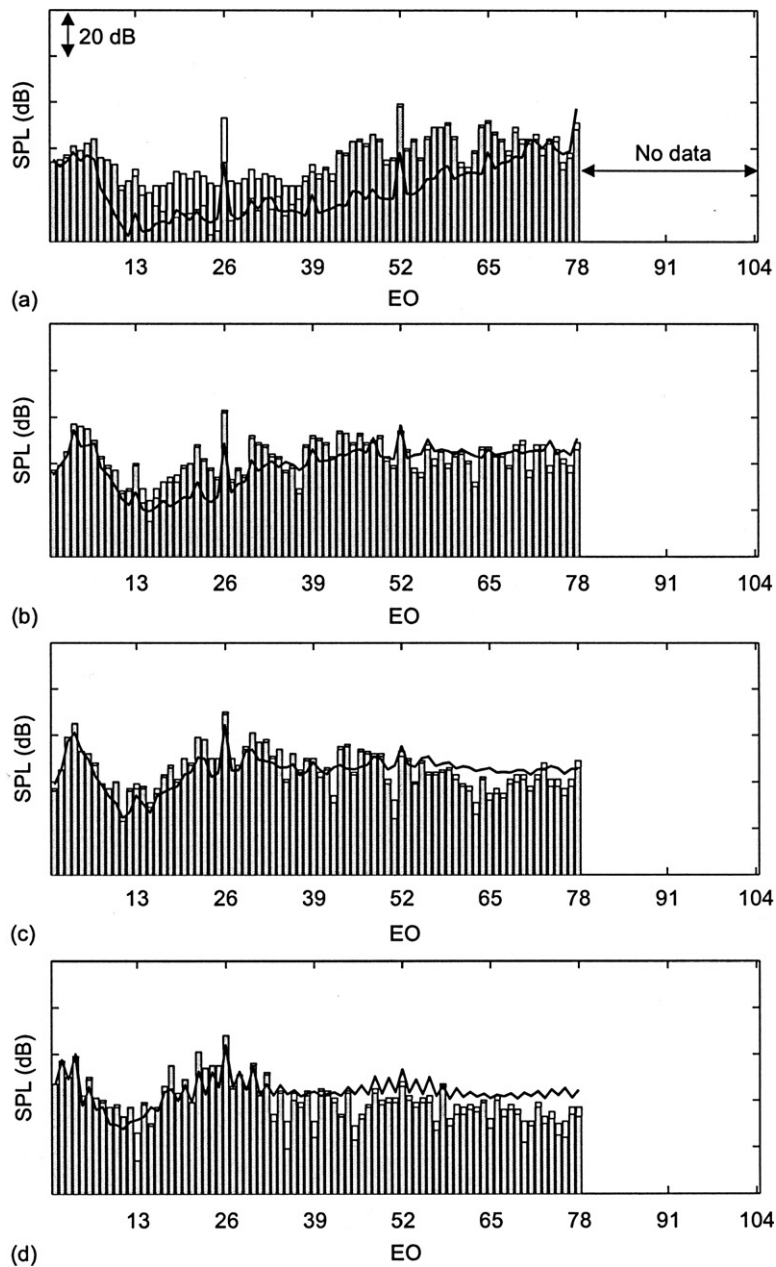 20 dB
SPL (dB)
No data
13 26 39 52 65 78 91 104
EO
(a)
SPL (dB)
13 26 39 52 65 78 91 104
EO
(b)
SPL (dB)
13 26 39 52 65 78 91 104
EO
(c)
SPL (dB)
13 26 39 52 65 78 91 104
EO
(d)